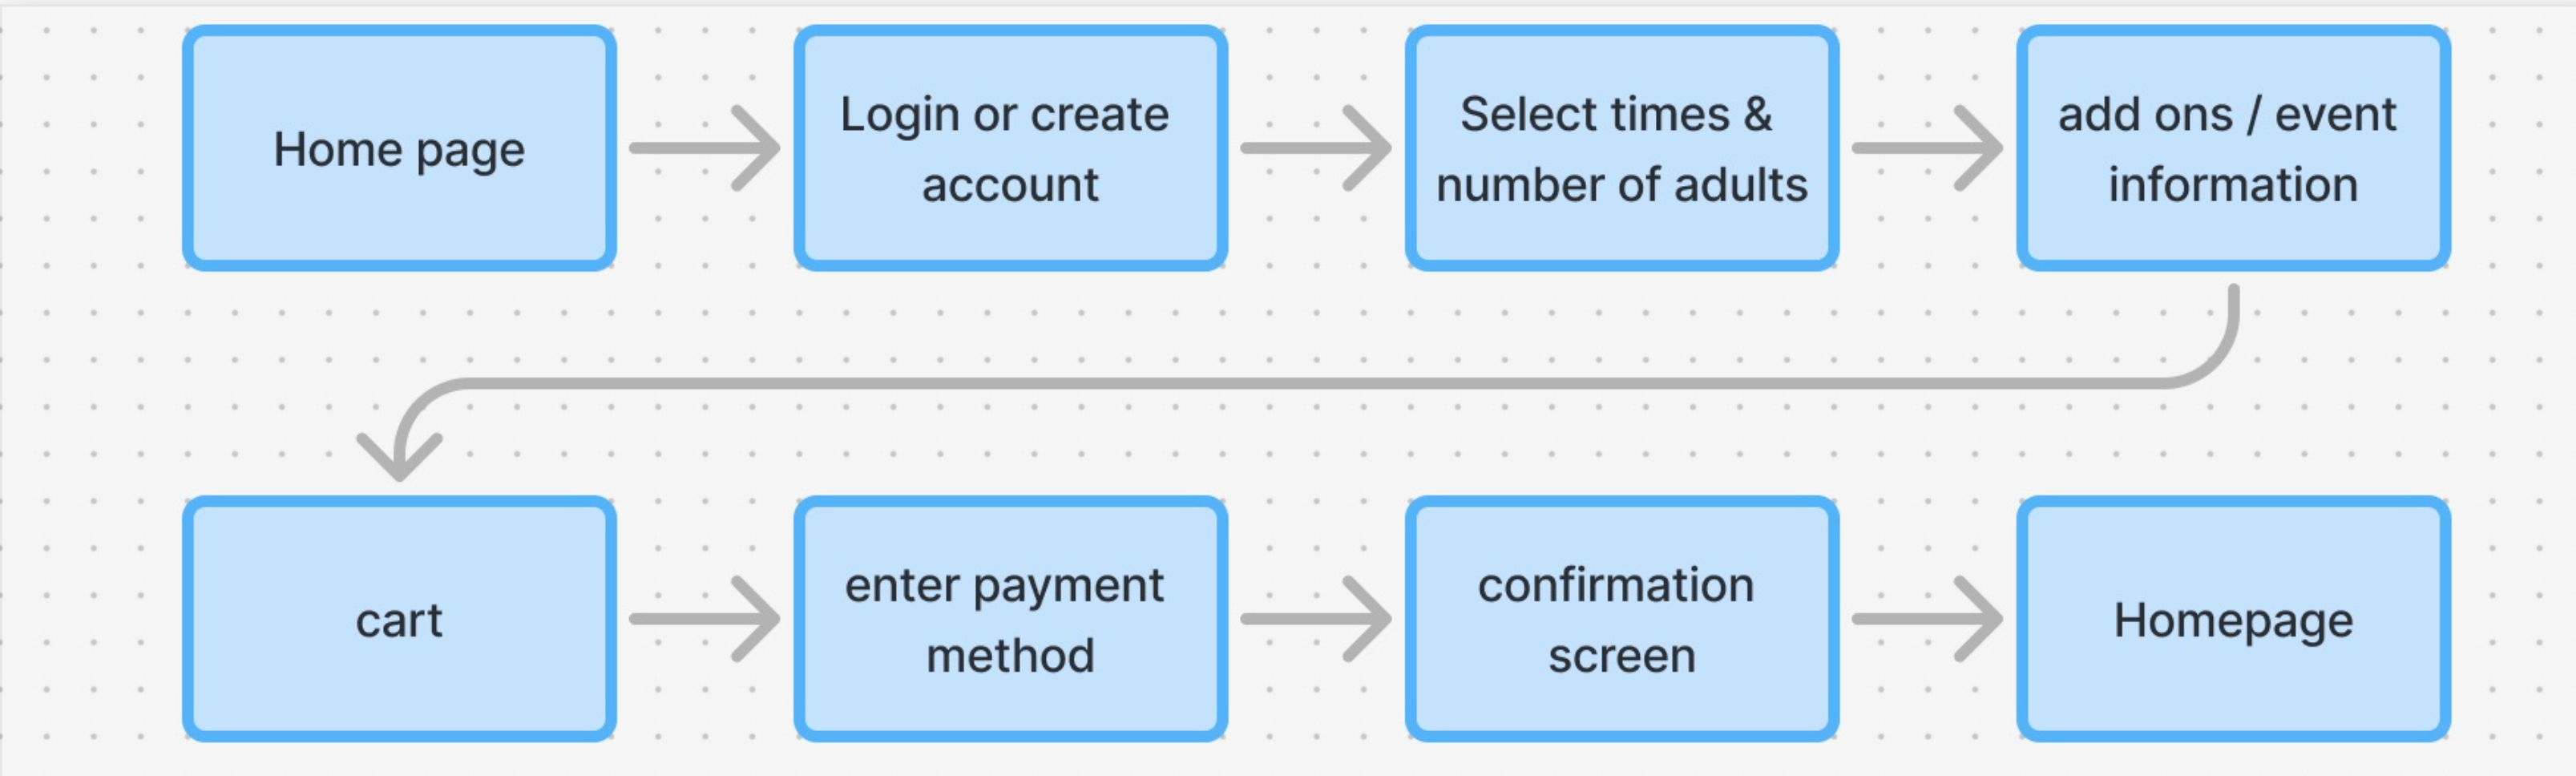 Home page
Login or create
account
Select times &
number of adults
add ons / event
information
cart
enter payment
method
confirmation
screen
Homepage